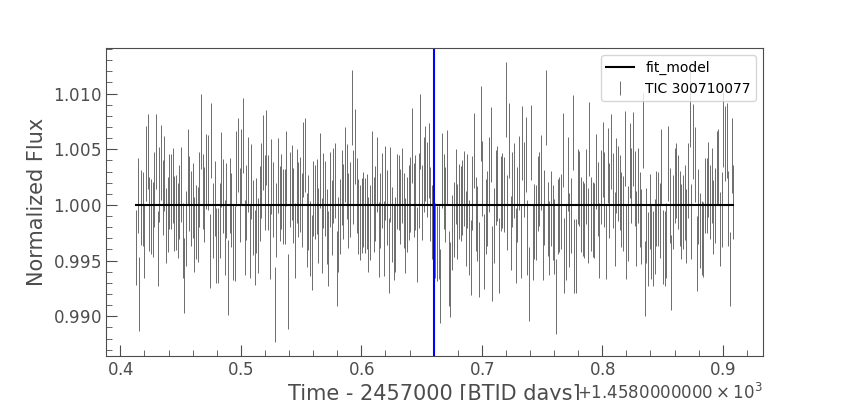 fit_model
TIC 300710077
Normalized Flux
1.010
1.005
1.000
0.995
0.990
0.4 0.5 0.6 0.7 0.8 0.9
Time - 2457000 [BTJD days]
+1.4580000000 × 10³